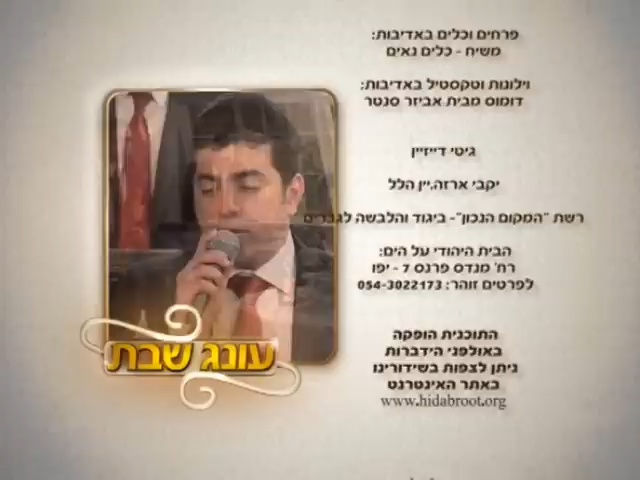 פרחים וכלים באדיבות:
משיח - כלים נאים
וילונות וטקסטיל באדיבות:
דומוס מבית אביזר סנטר
גיטי דייזיין
יקבי ארזה,יין הלל
רשת "המקום הנכון"- ביגוד והלבשה לגברים
הבית היהודי על הים:
רח' מנדס פרנס 7 - יפו
לפרטים זוהר: 054-3022173
התוכנית הופקה
באולפני הידברות
ניתן לצפות בשידורינו
באתר האינטרנט
www.hidabroot.org
עונג שבת